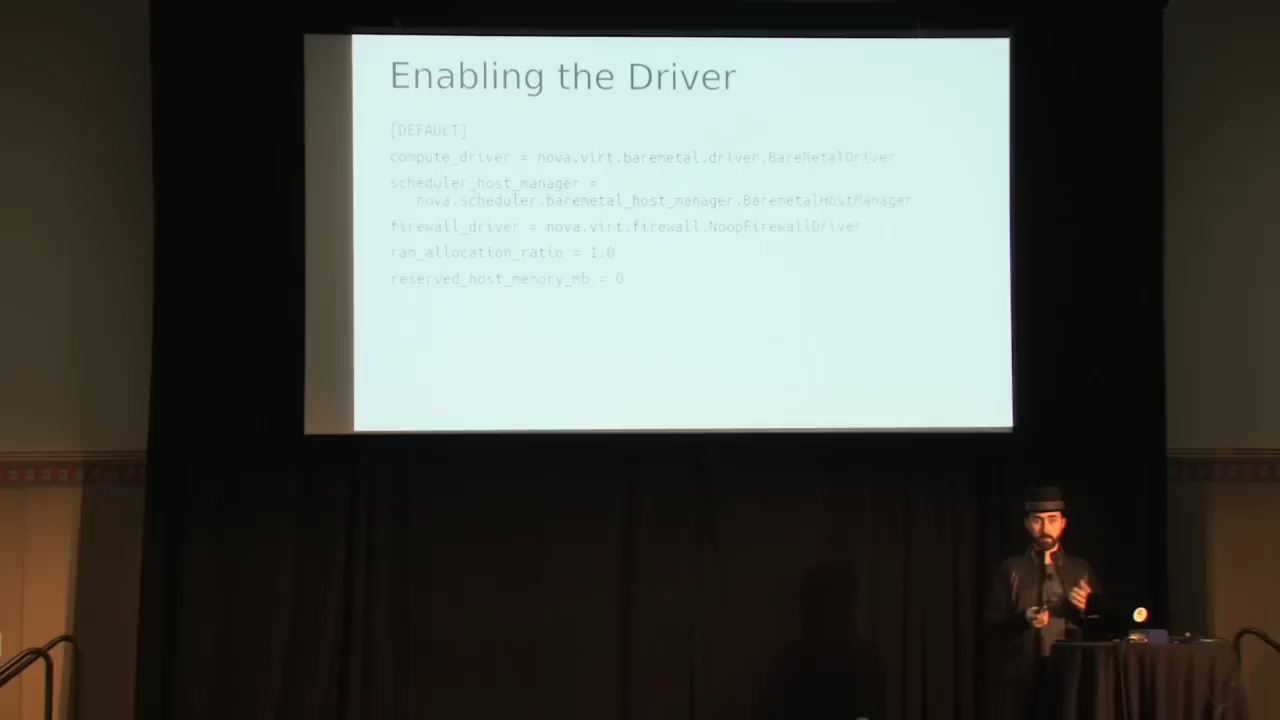 Enabling the Driver
[DEFAULT]
compute_driver = nova.virt.baremetal.driver.BareMetalDriver
scheduler_host_manager =
nova.scheduler.baremetal_host_manager.BaremetalHostManager
firewall_driver = nova.virt.firewall.NoopFirewallDriver
ram_allocation_ratio = 1.0
reserved_host_memory_mb = 0